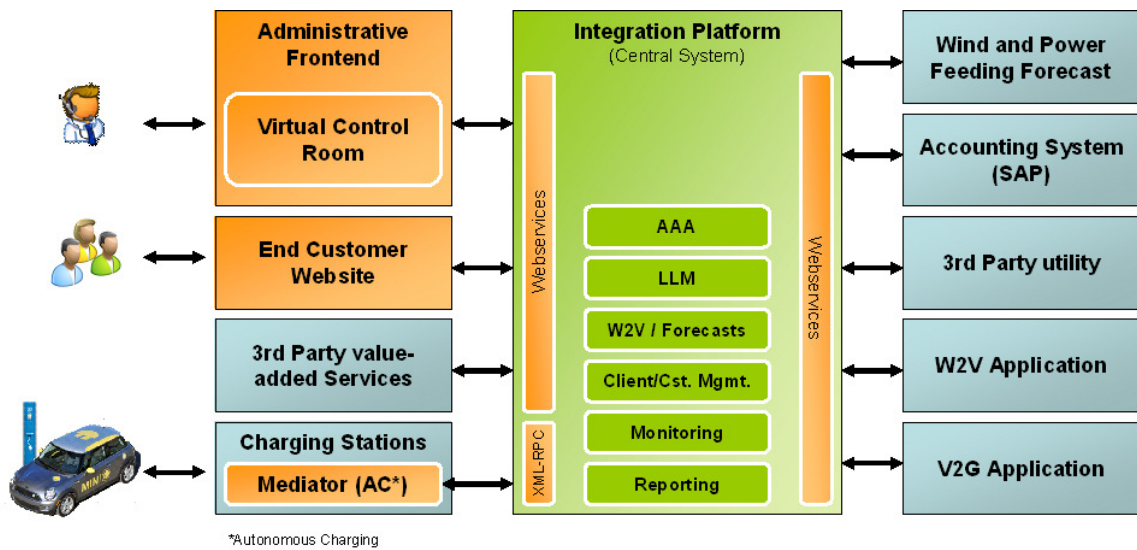 Administrative
Frontend
Virtual Control
Room
End Customer
Website
3rd Party value-
added Services
Charging Stations
Mediator (AC*)
*Autonomous Charging
Integration Platform
(Central System)
Webservices
XML-RPC
AAA
LLM
W2V / Forecasts
Client/Cst. Mgmt.
Monitoring
Reporting
Webservices
Wind and Power
Feeding Forecast
Accounting System
(SAP)
3rd Party utility
W2V Application
V2G Application
MINI